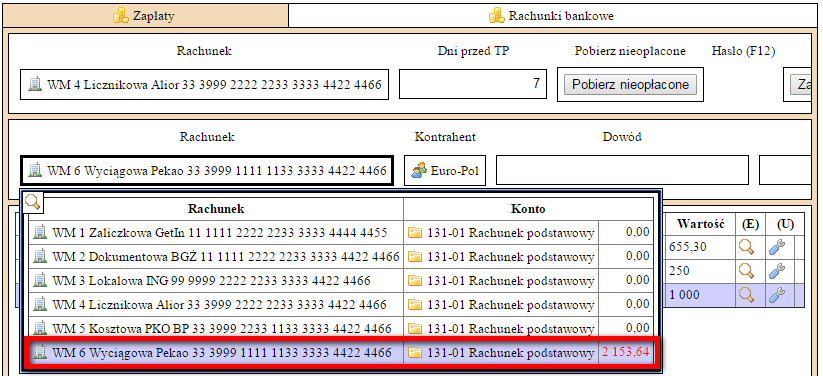 Zapłaty Rachunki bankowe
Rachunek Dni przed TP Pobierz nieopłacone Hasło (F12)
WM 4 Licznikowa Alior 33 3999 2222 2233 3333 4422 4466 7 Pobierz nieopłacone Za
Rachunek Kontrahent Dowód
WM 6 Wyciągowa Pekao 33 3999 1111 1133 3333 4422 4466 Euro-Pol
Rachunek Konto Wartość (E) (U)
WM 1 Zaliczkowa GetIn 11 1111 2222 2233 3333 4444 4455 131-01 Rachunek podstawowy 0,00 655,30
WM 2 Dokumentowa BGŻ 11 1111 2222 2233 3333 4422 4466 131-01 Rachunek podstawowy 0,00 250
WM 3 Lokalowa ING 99 9999 2222 2233 3333 4422 4466 131-01 Rachunek podstawowy 0,00 1 000
WM 4 Licznikowa Alior 33 3999 2222 2233 3333 4422 4466 131-01 Rachunek podstawowy 0,00
WM 5 Kosztowa PKO BP 33 3999 2233 1133 3333 4422 4466 131-01 Rachunek podstawowy 0,00
WM 6 Wyciągowa Pekao 33 3999 1111 1133 3333 4422 4466 131-01 Rachunek podstawowy 2 153,64